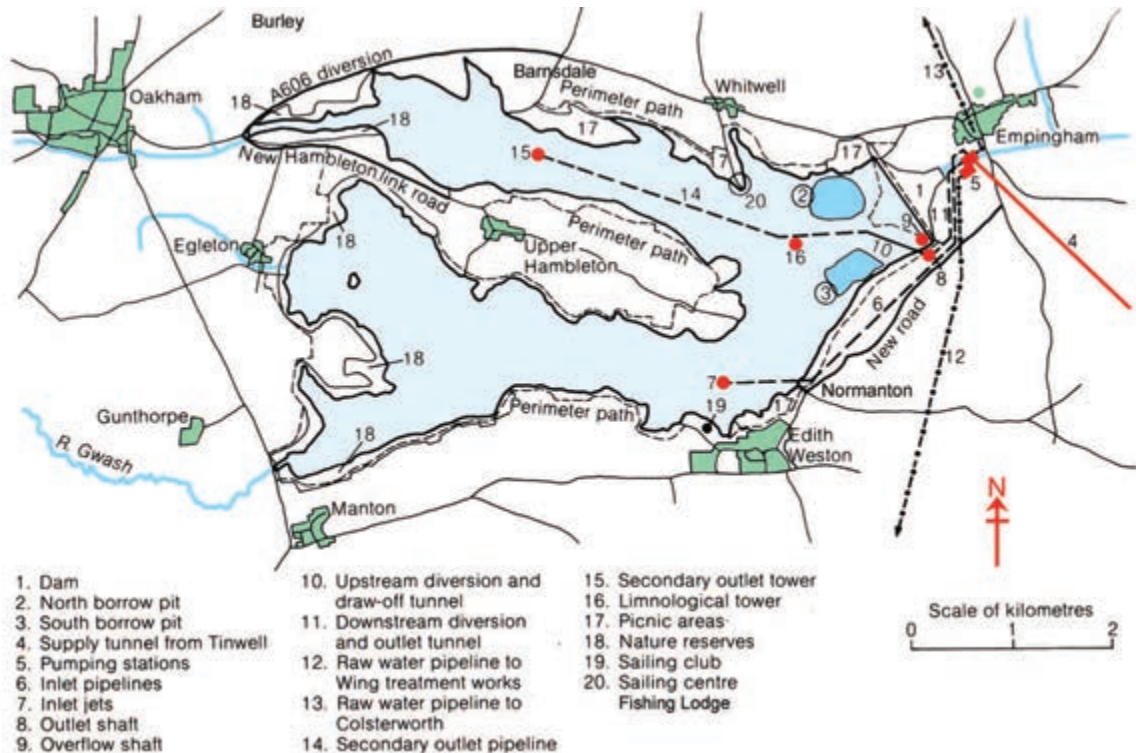 Burley
A606 diversion
Barnsdale
Whitwell
13
Oakham
18
18
Perimeter path
17
Empingham
New Hambleton link road
15
7
17
14
20
2
1
11
5
9
4
18
Egleton
Upper
Hambleton
Perimeter path
16
10
8
3
6
New road
12
18
7
Normanton
Gunthorpe
Perimeter path
19
17
Edith
Weston
R. Gwash
18
Manton
N
1. Dam
2. North borrow pit
3. South borrow pit
4. Supply tunnel from Tinwell
5. Pumping stations
6. Inlet pipelines
7. Inlet jets
8. Outlet shaft
9. Overflow shaft
10. Upstream diversion and
draw-off tunnel
11. Downstream diversion
and outlet tunnel
12. Raw water pipeline to
Wing treatment works
13. Raw water pipeline to
Colsterworth
14. Secondary outlet pipeline
15. Secondary outlet tower
16. Limnological tower
17. Picnic areas
18. Nature reserves
19. Sailing club
20. Sailing centre
Fishing Lodge
Scale of kilometres
0 1 2